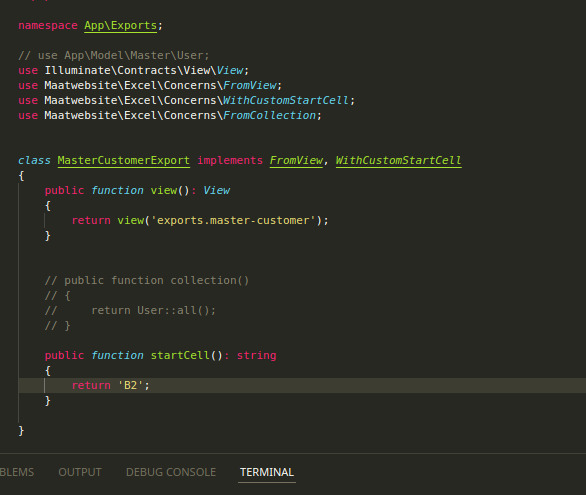 namespace App\Exports;
// use App\Model\Master\User;
use Illuminate\Contracts\View\View;
use Maatwebsite\Excel\Concerns\FromView;
use Maatwebsite\Excel\Concerns\WithCustomStartCell;
use Maatwebsite\Excel\Concerns\FromCollection;
class MasterCustomerExport implements FromView, WithCustomStartCell
{
    public function view(): View
    {
        return view('exports.master-customer');
    }
    // public function collection()
    // {
    //     return User::all();
    // }
    public function startCell(): string
    {
        return 'B2';
    }
}
BLEMS OUTPUT DEBUG CONSOLE TERMINAL